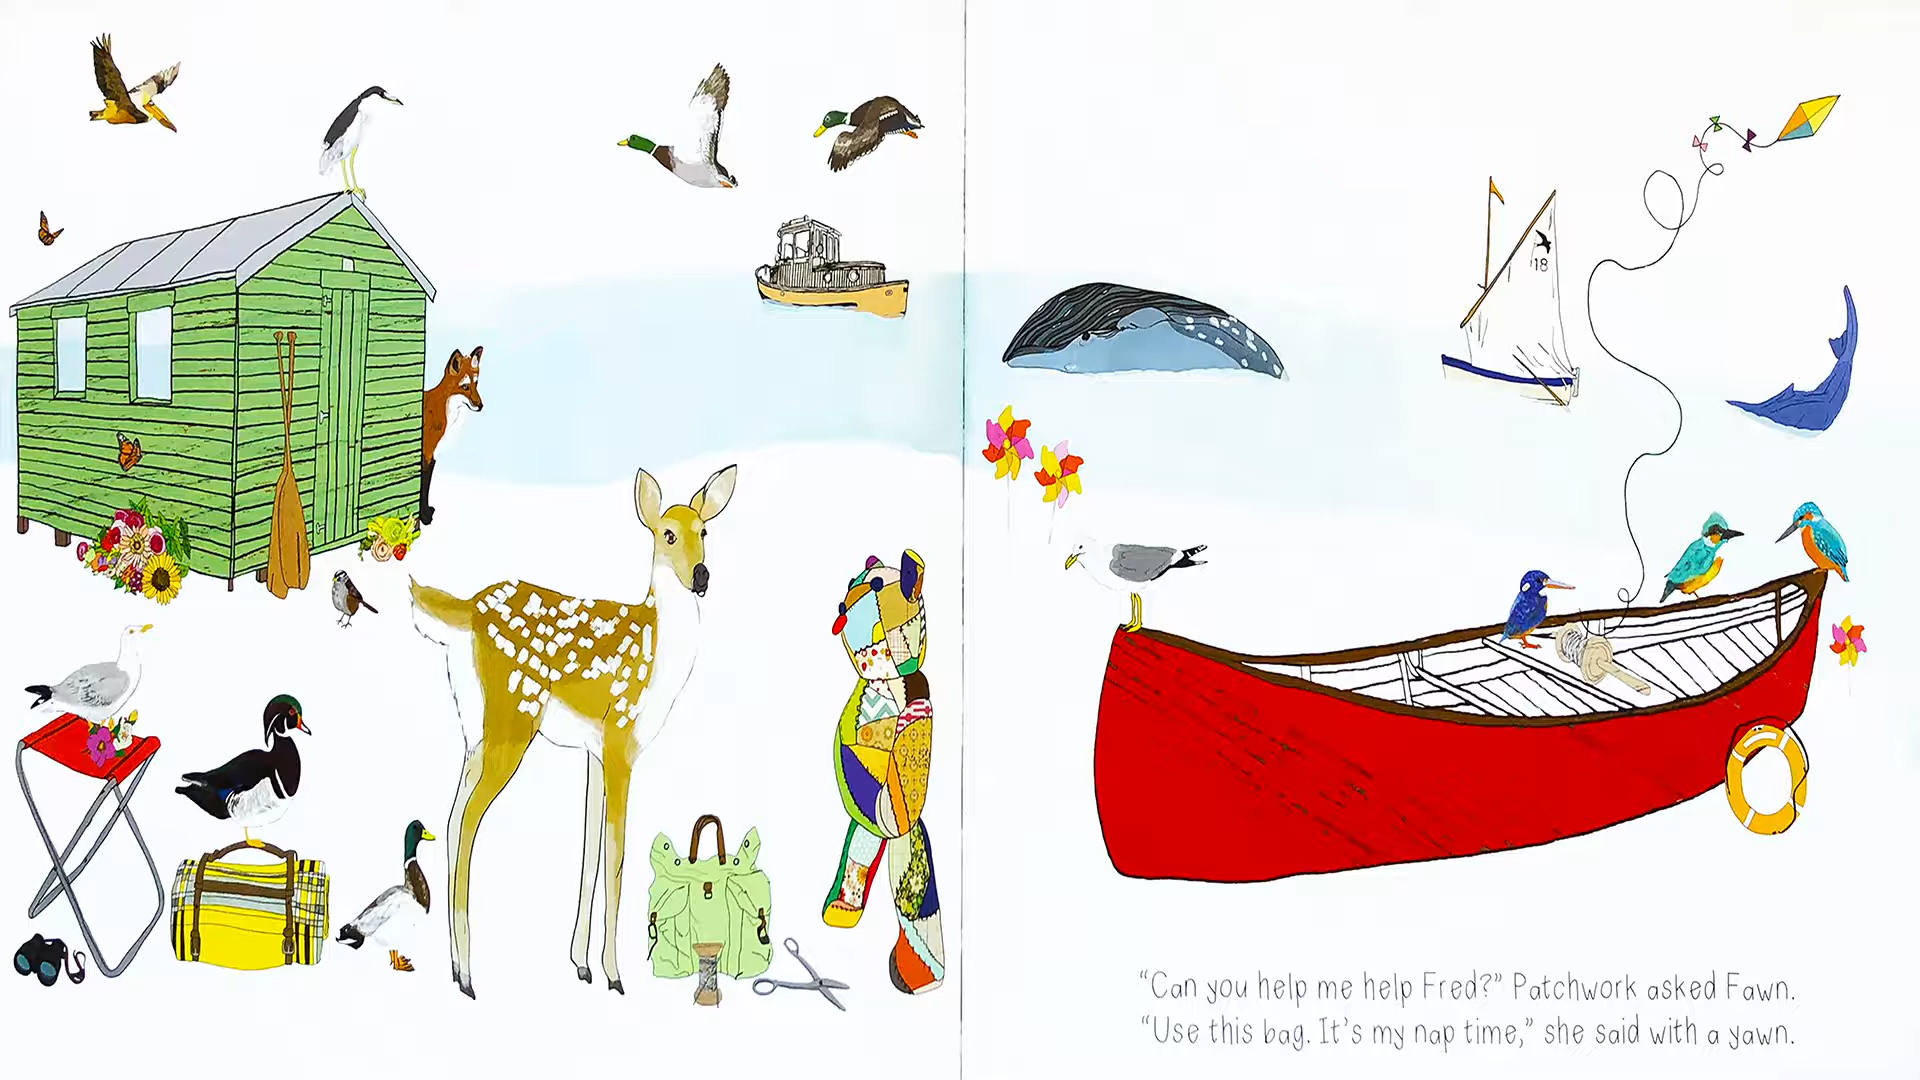 18
“Can you help me help Fred?” Patchwork asked Fawn.
“Use this bag. It’s my nap time,” she said with a yawn.